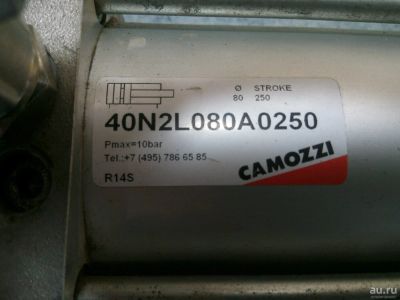 Ø STROKE
80 250
40N2L080A0250
Pmax=10bar
Tel.:+7 (495) 786 65 85
CAMOZZI
R14S
au.ru